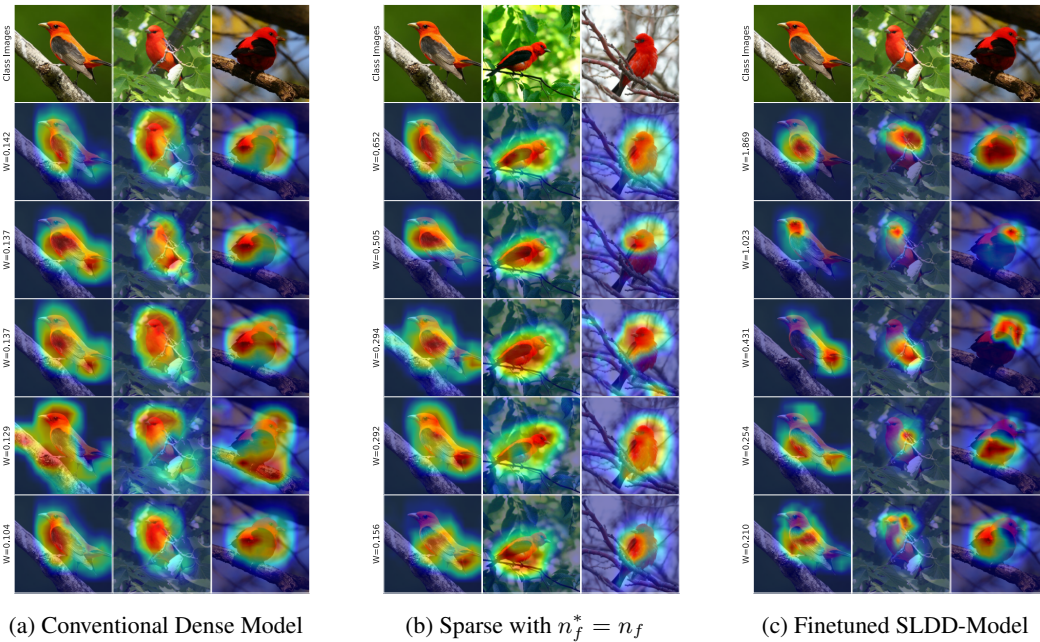 Class Images
W=0,142
W=0,137
W=0,137
W=0,129
W=0,104
(a) Conventional Dense Model
Class Images
W=0,652
W=0,505
W=0,294
W=0,292
W=0,156
(b) Sparse with $n_f^* = n_f$
Class Images
W=1,869
W=1,023
W=0,431
W=0,254
W=0,210
(c) Finetuned SLDD-Model